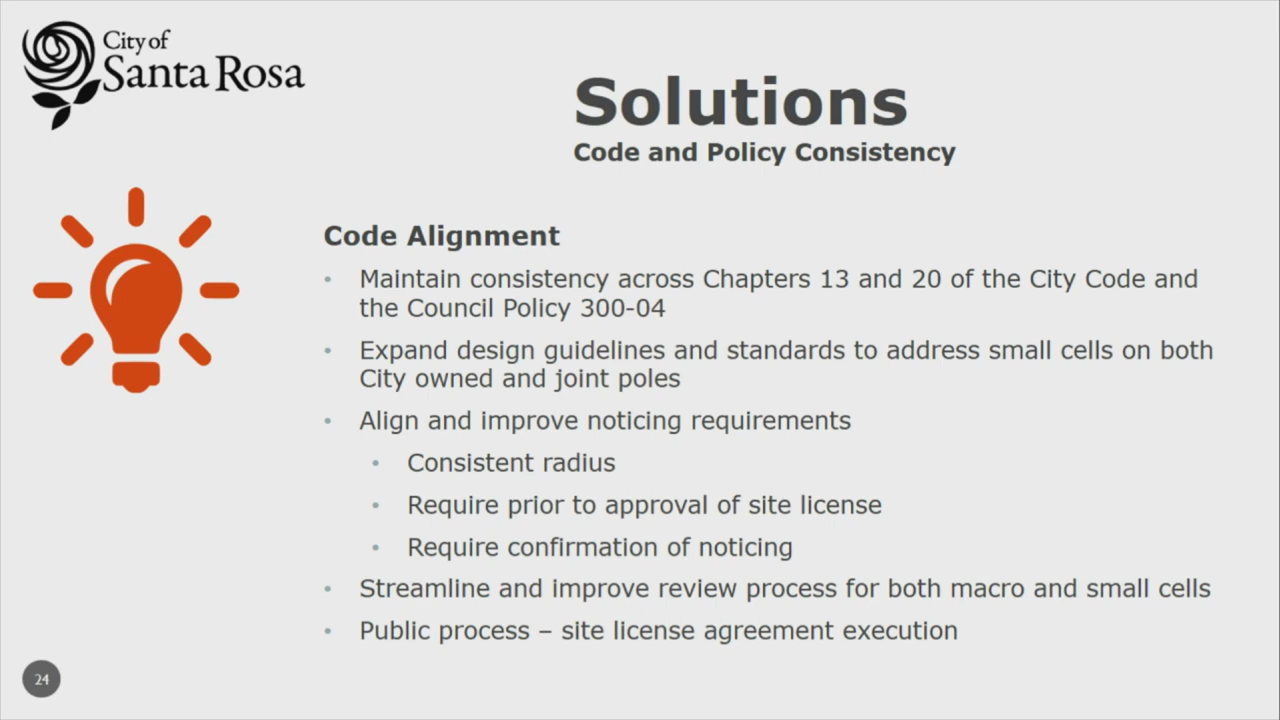 City of
Santa Rosa
Solutions
Code and Policy Consistency
Code Alignment
• Maintain consistency across Chapters 13 and 20 of the City Code and
the Council Policy 300-04
• Expand design guidelines and standards to address small cells on both
City owned and joint poles
• Align and improve noticing requirements
• Consistent radius
• Require prior to approval of site license
• Require confirmation of noticing
• Streamline and improve review process for both macro and small cells
• Public process – site license agreement execution
24